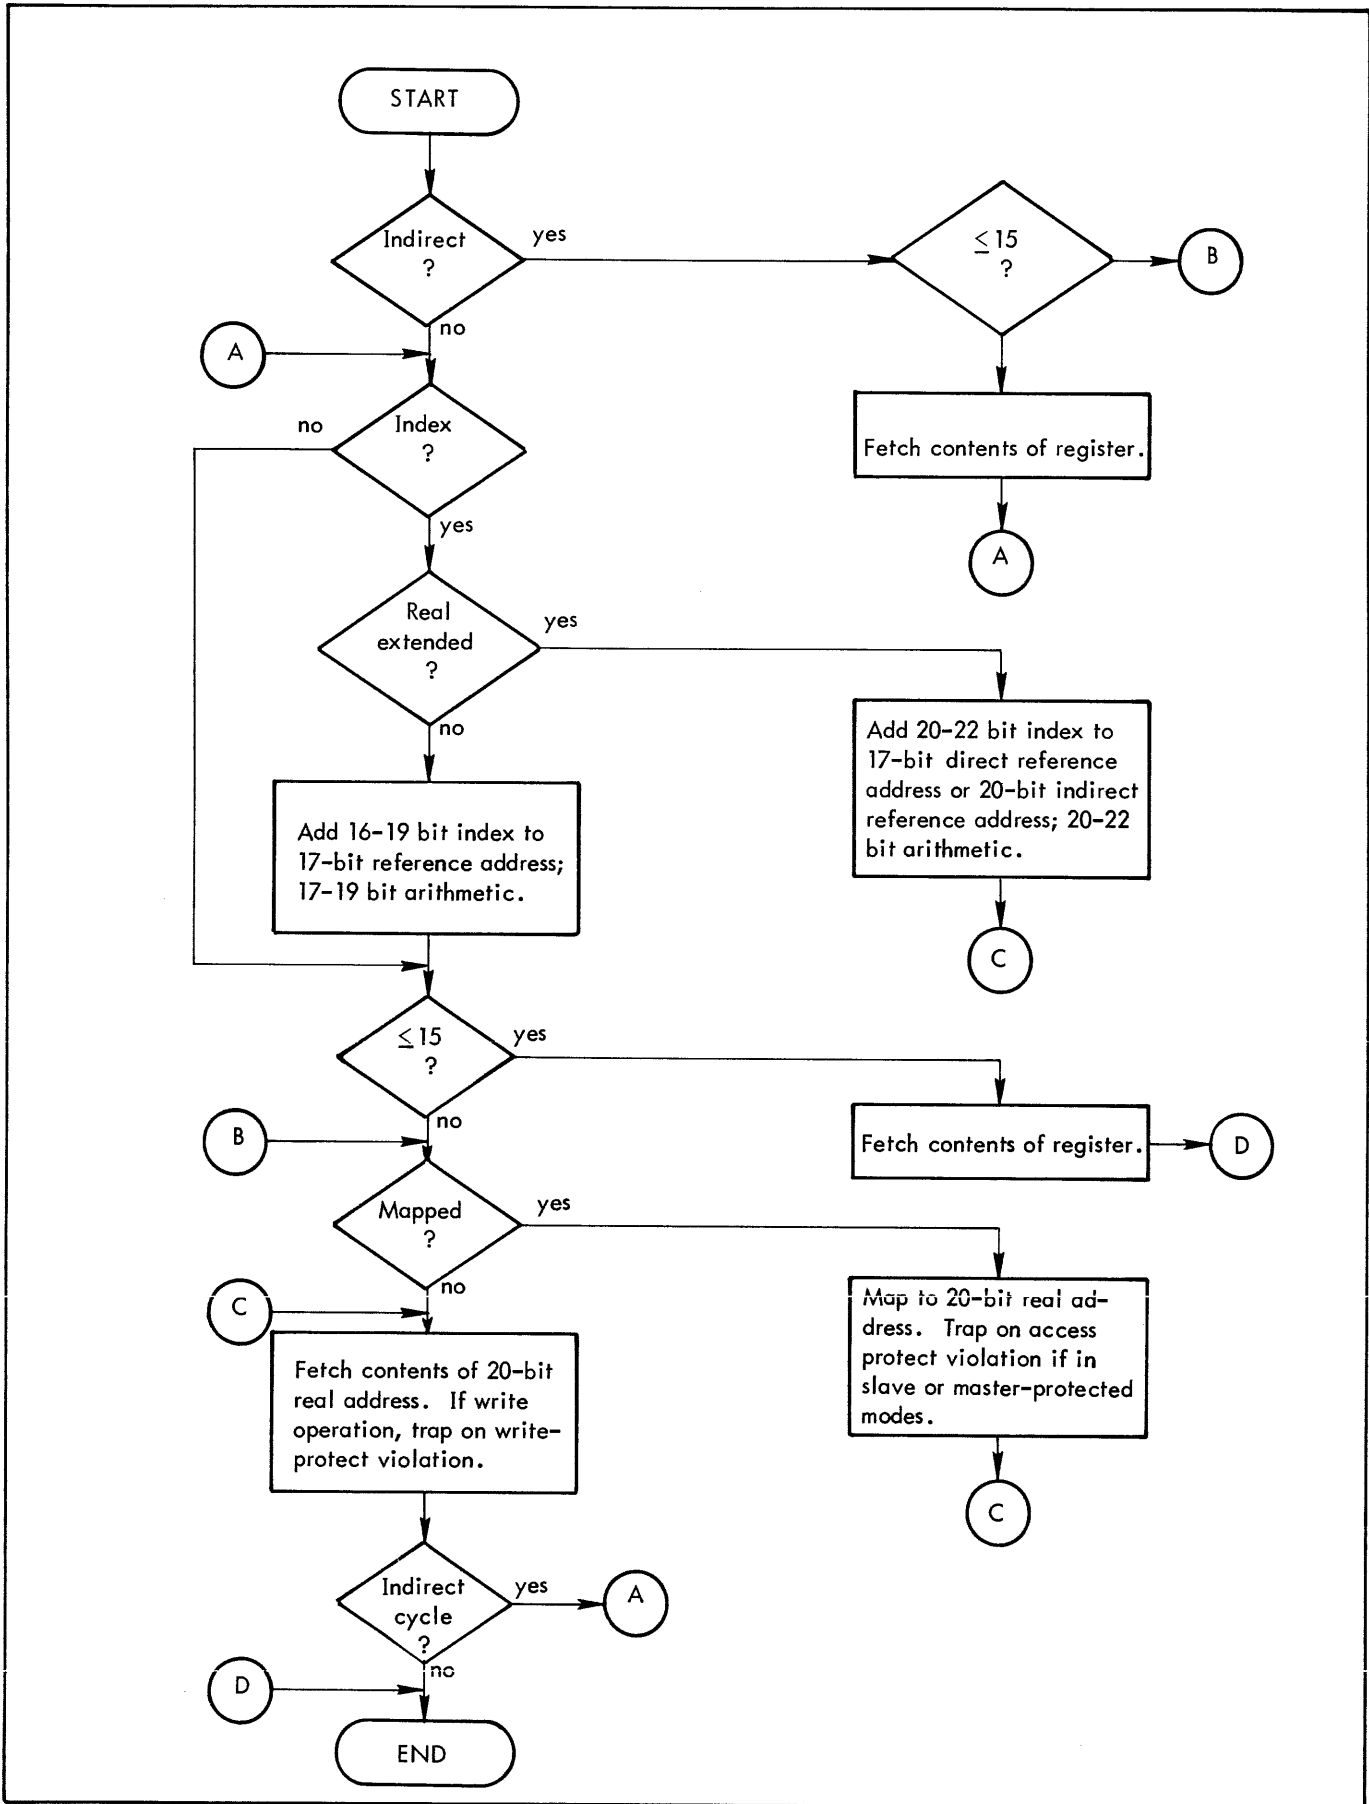 START
Indirect
?
yes
≤ 15
?
B
no
A
Index
?
no
yes
Fetch contents of register.
A
Real
extended
?
yes
no
Add 20-22 bit index to
17-bit direct reference
address or 20-bit indirect
reference address; 20-22
bit arithmetic.
C
Add 16-19 bit index to
17-bit reference address;
17-19 bit arithmetic.
≤ 15
?
yes
no
Fetch contents of register.
D
B
Mapped
?
yes
no
Map to 20-bit real ad-
dress. Trap on access
protect violation if in
slave or master-protected
modes.
C
C
Fetch contents of 20-bit
real address. If write
operation, trap on write-
protect violation.
Indirect
cycle
?
yes
A
no
D
END